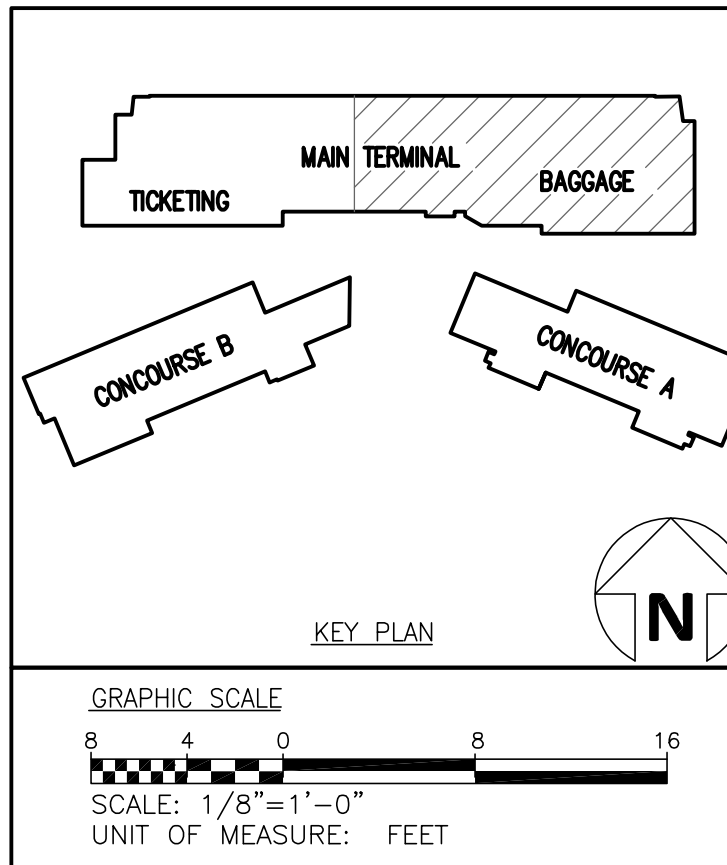 MAIN TERMINAL
BAGGAGE
TICKETING
CONCOURSE B
CONCOURSE A
N
KEY PLAN
GRAPHIC SCALE
8 4 0 8 16
SCALE: 1/8"=1'-0"
UNIT OF MEASURE: FEET